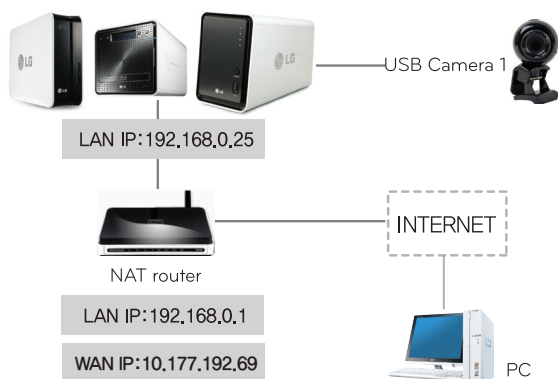 LG
LG
USB Camera 1
LAN IP:192.168.0.25
INTERNET
NAT router
LAN IP:192.168.0.1
WAN IP:10.177.192.69
PC